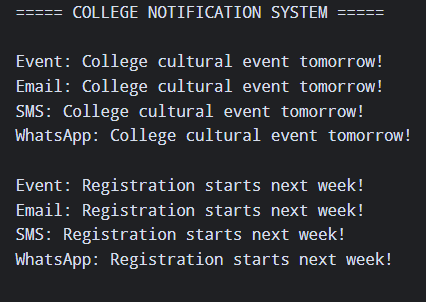 ===== COLLEGE NOTIFICATION SYSTEM =====
Event: College cultural event tomorrow!
Email: College cultural event tomorrow!
SMS: College cultural event tomorrow!
WhatsApp: College cultural event tomorrow!
Event: Registration starts next week!
Email: Registration starts next week!
SMS: Registration starts next week!
WhatsApp: Registration starts next week!